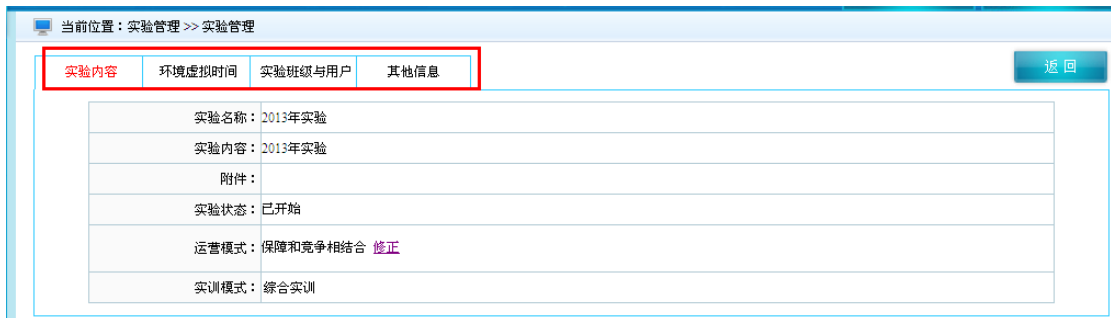 当前位置：实验管理 >> 实验管理
实验内容 环境虚拟时间 实验班级与用户 其他信息 返回
实验名称：2013年实验
实验内容：2013年实验
附件：
实验状态：已开始
运营模式：保障和竞争相结合 修正
实训模式：综合实训